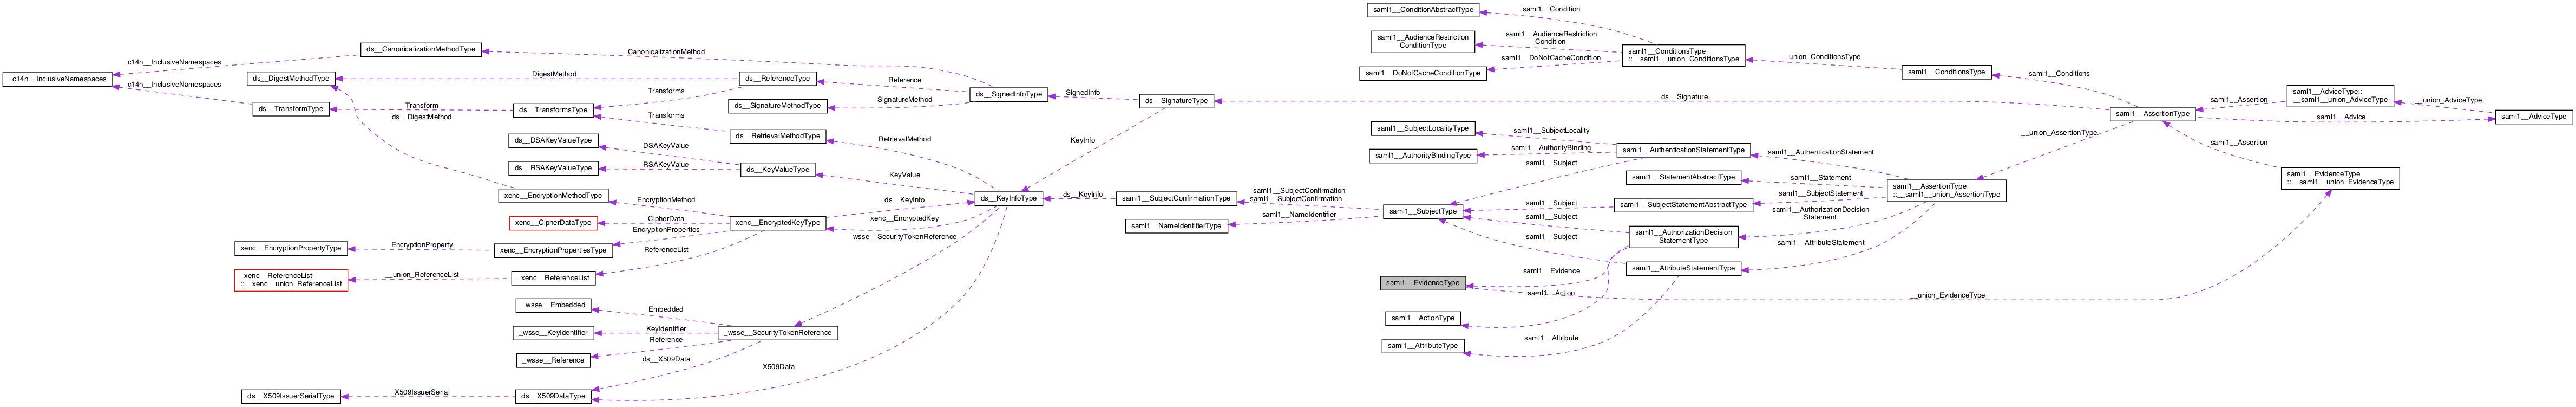 saml1__ConditionAbstractType
saml1__Condition
saml1__AudienceRestriction
ConditionType
saml1__AudienceRestriction
Condition
saml1__ConditionsType
::__saml1__union_ConditionsType
saml1__DoNotCacheConditionType
saml1__DoNotCacheCondition
__union_ConditionsType
saml1__ConditionsType
saml1__Conditions
ds__CanonicalizationMethodType
CanonicalizationMethod
c14n__InclusiveNamespaces
_c14n__InclusiveNamespaces
c14n__InclusiveNamespaces
ds__DigestMethodType
DigestMethod
ds__ReferenceType
Reference
ds__SignedInfoType
SignedInfo
ds__SignatureType
ds__Signature
ds__TransformType
Transform
ds__DigestMethod
ds__TransformsType
Transforms
Transforms
ds__SignatureMethodType
SignatureMethod
saml1__AssertionType
saml1__Assertion
saml1__AdviceType::
__saml1__union_AdviceType
__union_AdviceType
saml1__AdviceType
saml1__Advice
ds__RetrievalMethodType
RetrievalMethod
KeyInfo
ds__DSAKeyValueType
DSAKeyValue
ds__RSAKeyValueType
RSAKeyValue
ds__KeyValueType
KeyValue
saml1__SubjectLocalityType
saml1__SubjectLocality
saml1__AuthorityBindingType
saml1__AuthorityBinding
saml1__AuthenticationStatementType
saml1__AuthenticationStatement
__union_AssertionType
saml1__Assertion
saml1__Subject
saml1__StatementAbstractType
saml1__Statement
saml1__AssertionType
::__saml1__union_AssertionType
saml1__EvidenceType
::__saml1__union_EvidenceType
xenc__EncryptionMethodType
EncryptionMethod
ds__KeyInfo
ds__KeyInfoType
ds__KeyInfo
saml1__SubjectConfirmationType
saml1__SubjectConfirmation
saml1__SubjectConfirmation_
saml1__SubjectType
saml1__Subject
saml1__SubjectStatementAbstractType
saml1__SubjectStatement
saml1__NameIdentifierType
saml1__NameIdentifier
saml1__Subject
saml1__AuthorizationDecision
Statement
xenc__CipherDataType
CipherData
xenc__EncryptedKeyType
xenc__EncryptedKey
EncryptionProperties
saml1__Subject
saml1__AuthorizationDecision
StatementType
saml1__AttributeStatement
xenc__EncryptionPropertyType
EncryptionProperty
xenc__EncryptionPropertiesType
ReferenceList
wsse__SecurityTokenReference
_xenc__ReferenceList
::__xenc__union_ReferenceList
__union_ReferenceList
_xenc__ReferenceList
saml1__AttributeStatementType
saml1__Evidence
saml1__EvidenceType
saml1__Action
__union_EvidenceType
_wsse__Embedded
Embedded
saml1__ActionType
_wsse__KeyIdentifier
KeyIdentifier
_wsse__SecurityTokenReference
Reference
saml1__AttributeType
saml1__Attribute
_wsse__Reference
ds__X509Data
X509Data
ds__X509IssuerSerialType
X509IssuerSerial
ds__X509DataType